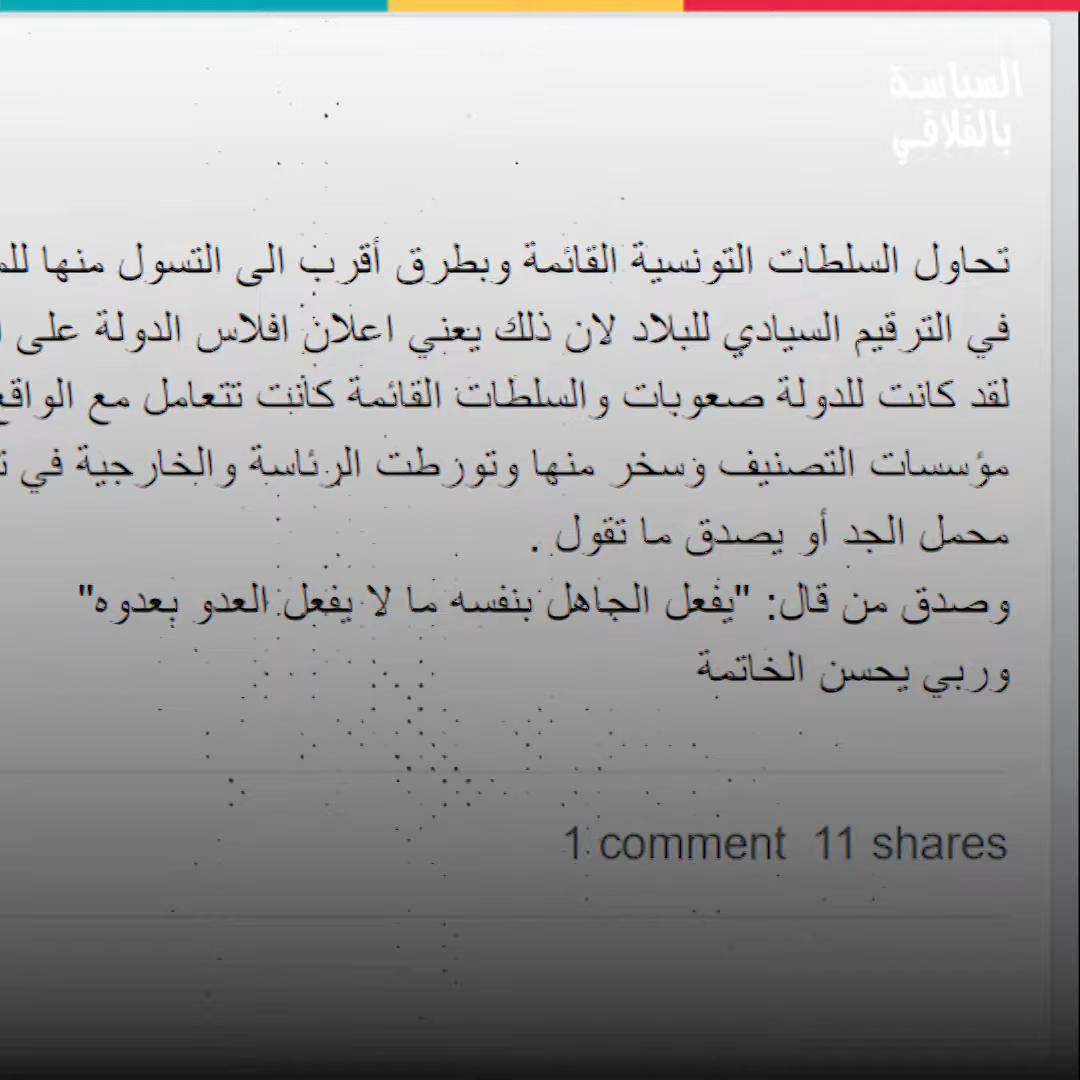 السياسة
بالفلاقي
تحاول السلطات التونسية القائمة وبطرق أقرب الى التسول منها
في الترقيم السيادي للبلاد لان ذلك يعني اعلان افلاس الدولة على
لقد كانت للدولة صعوبات والسلطات القائمة كانت تتعامل مع
مؤسسات التصنيف وسخر منها وتورطت الرئاسة والخارجية في
محمل الجد أو يصدق ما تقول .
وصدق من قال: "يفعل الجاهل بنفسه ما لا يفعل العدو بعدوه"
وربي يحسن الخاتمة
1 comment 11 shares